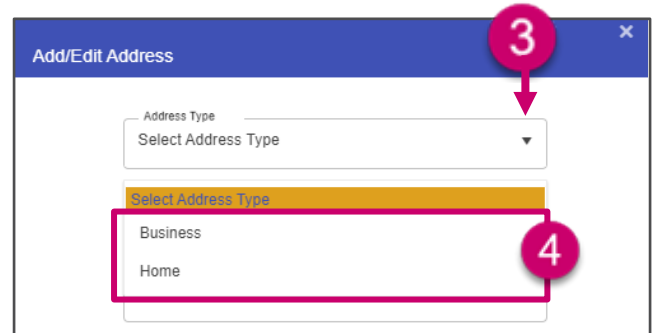 3
×
Add/Edit Address
Address Type
Select Address Type
Select Address Type
Business
4
Home